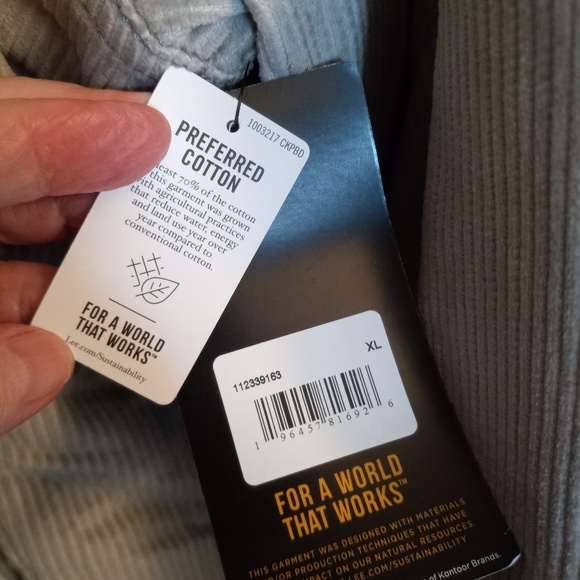 1003217 CKPBD
PREFERRED
COTTON
least 70% of the cotton
this garment was grown
with agricultural practices
that reduce water, energy
and land use year over
year compared to
conventional cotton.
FOR A WORLD
THAT WORKS™
Lee.com/Sustainability
XL
112339163
1 96457 81692 6
FOR A WORLD
THAT WORKS™
THIS GARMENT WAS DESIGNED WITH MATERIALS
PRODUCTION TECHNIQUES THAT HAVE
ON OUR NATURAL RESOURCES.
LEE.COM/SUSTAINABILITY
of Kontoor Brands.